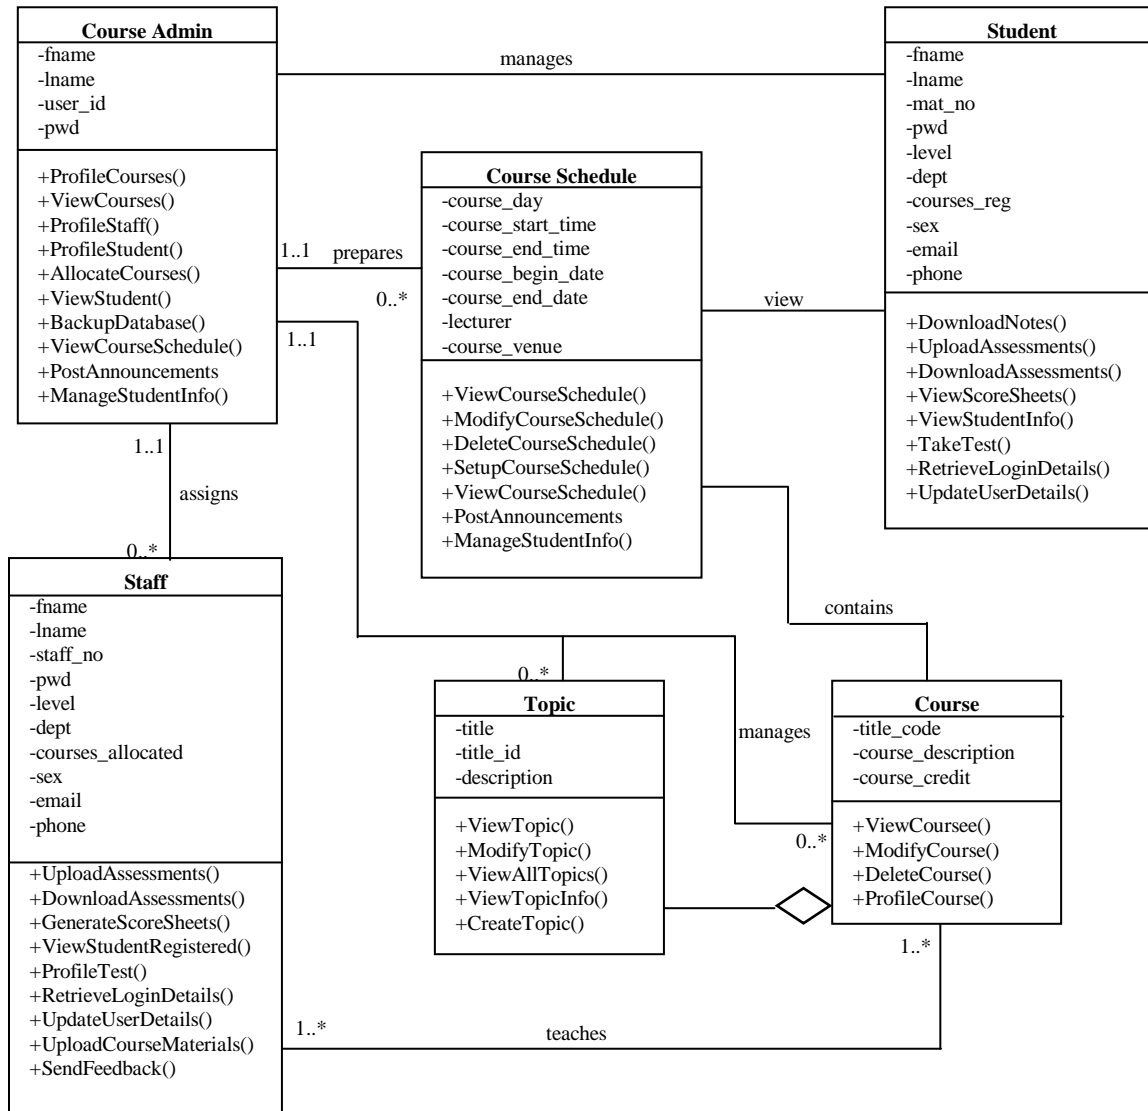 Course Admin
-fname
-lname
-user_id
-pwd
+ProfileCourses()
+ViewCourses()
+ProfileStaff()
+ProfileStudent()
+AllocateCourses()
+ViewStudent()
+BackupDatabase()
+ViewCourseSchedule()
+PostAnnouncements
+ManageStudentInfo()
manages
Student
-fname
-lname
-mat_no
-pwd
-level
-dept
-courses_reg
-sex
-email
-phone
+DownloadNotes()
+UploadAssessments()
+DownloadAssessments()
+ViewScoreSheets()
+ViewStudentInfo()
+TakeTest()
+RetrieveLoginDetails()
+UpdateUserDetails()
1..1
prepares
0..*
1..1
Course Schedule
-course_day
-course_start_time
-course_end_time
-course_begin_date
-course_end_date
-lecturer
-course_venue
+ViewCourseSchedule()
+ModifyCourseSchedule()
+DeleteCourseSchedule()
+SetupCourseSchedule()
+ViewCourseSchedule()
+PostAnnouncements
+ManageStudentInfo()
view
1..1
assigns
0..*
contains
Staff
-fname
-lname
-staff_no
-pwd
-level
-dept
-courses_allocated
-sex
-email
-phone
+UploadAssessments()
+DownloadAssessments()
+GenerateScoreSheets()
+ViewStudentRegistered()
+ProfileTest()
+RetrieveLoginDetails()
+UpdateUserDetails()
+UploadCourseMaterials()
+SendFeedback()
0..*
Topic
-title
-title_id
-description
+ViewTopic()
+ModifyTopic()
+ViewAllTopics()
+ViewTopicInfo()
+CreateTopic()
manages
0..*
Course
-title_code
-course_description
-course_credit
+ViewCoursee()
+ModifyCourse()
+DeleteCourse()
+ProfileCourse()
1..*
1..*
teaches